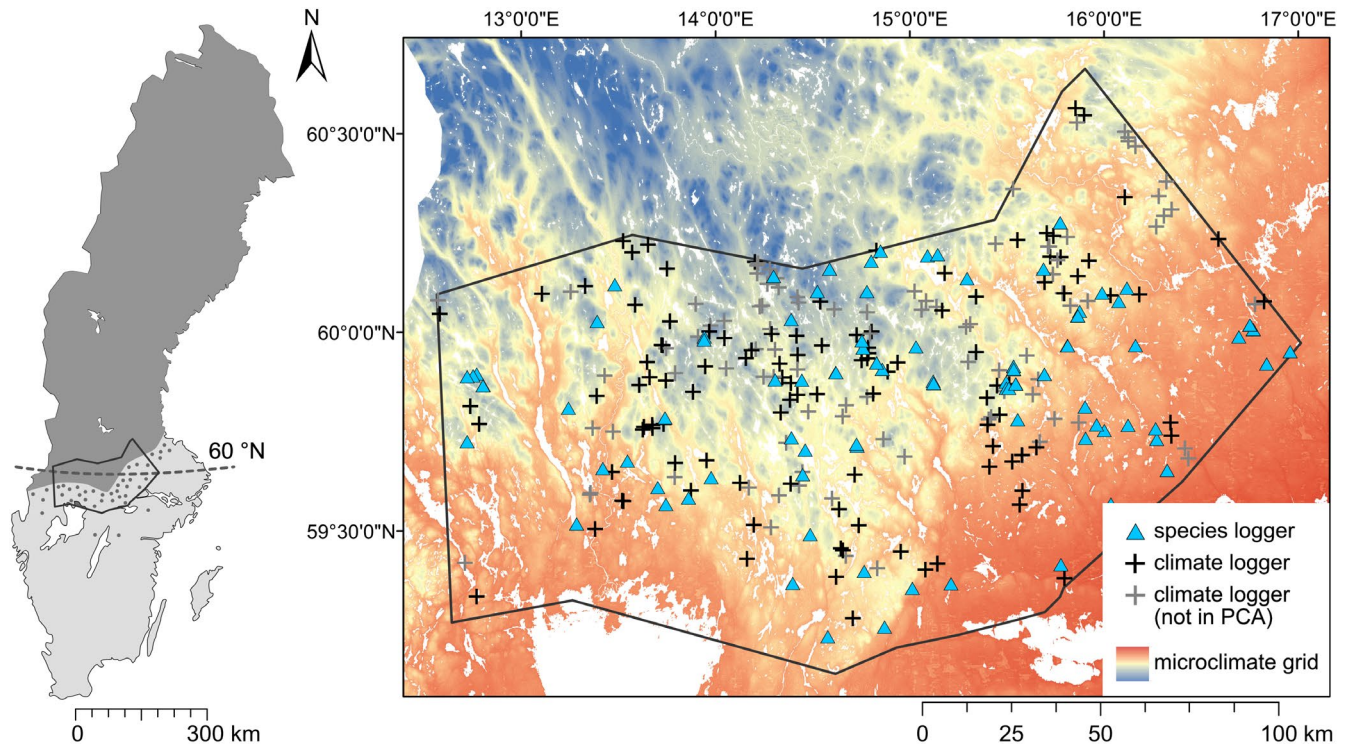 N
13°0'0"E 14°0'0"E 15°0'0"E 16°0'0"E 17°0'0"E
60°30'0"N
60°0'0"N
59°30'0"N
60 °N
species logger
climate logger
climate logger
(not in PCA)
microclimate grid
0 300 km
0 25 50 100 km